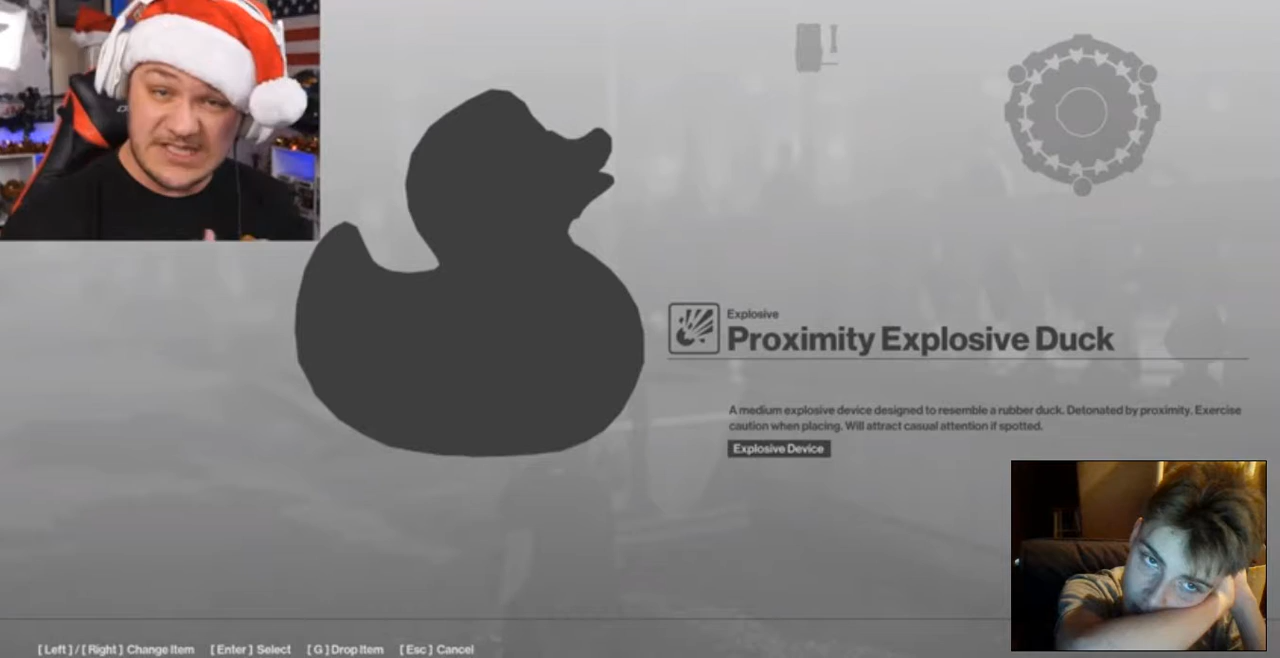 Explosive
Proximity Explosive Duck
A medium explosive device designed to resemble a rubber duck. Detonated by proximity. Exercise
caution when placing. Will attract casual attention if spotted.
Explosive Device
[ Left ] / [ Right ] Change Item [ Enter ] Select [ G ] Drop Item [ Esc ] Cancel